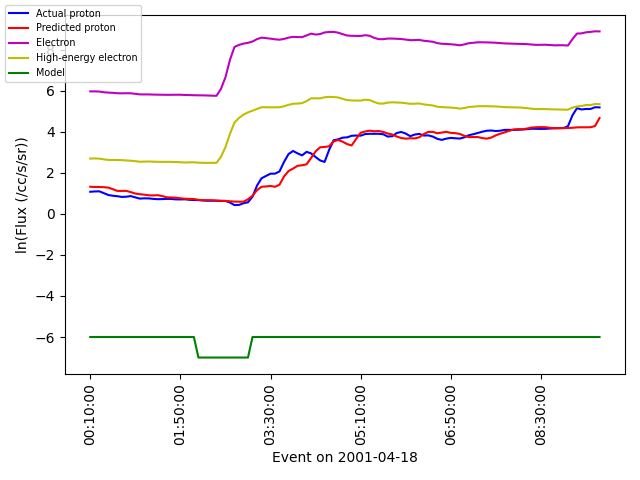 Actual proton
Predicted proton
Electron
High-energy electron
Model
8
6
4
2
0
−2
−4
−6
ln(Flux (/cc/s/sr))
00:10:00
01:50:00
03:30:00
05:10:00
06:50:00
08:30:00
Event on 2001-04-18